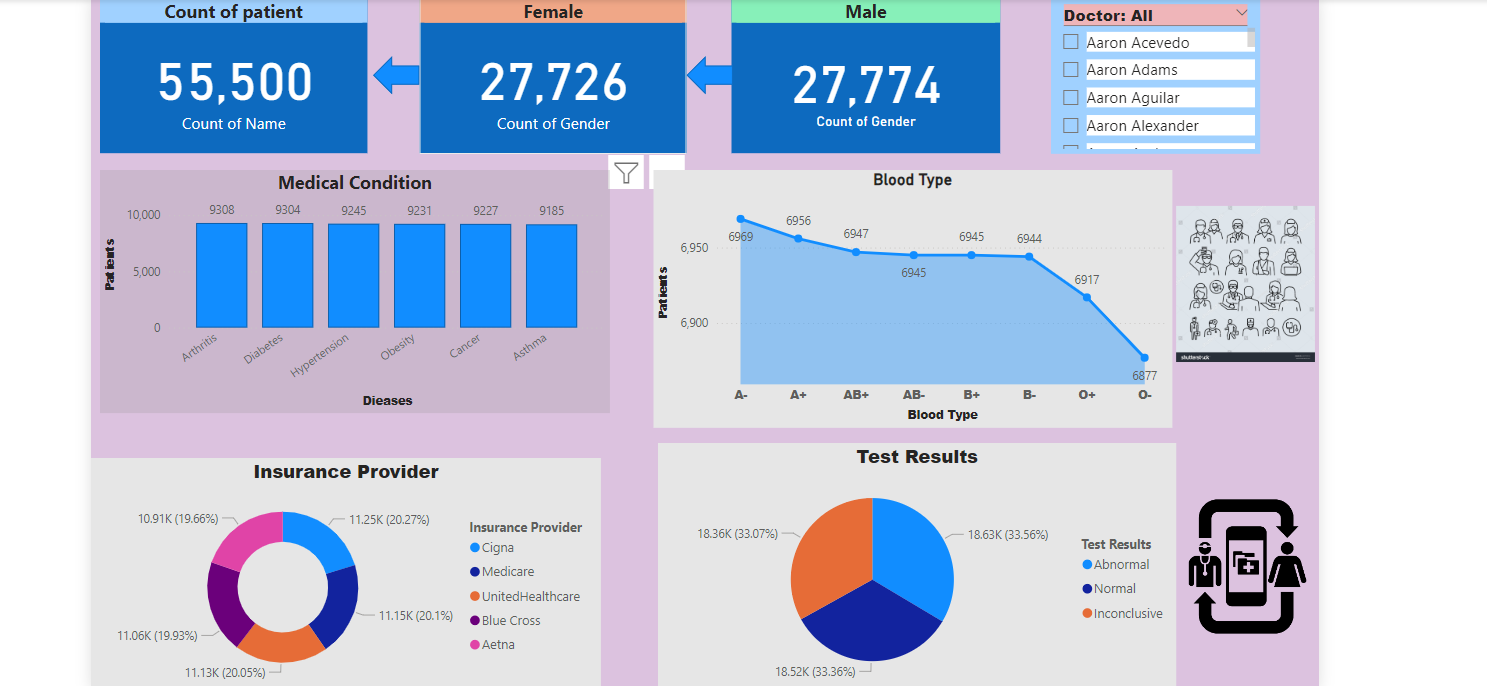 Count of patient
55,500
Count of Name
Female
27,726
Count of Gender
Male
27,774
Count of Gender
Doctor: All
Aaron Acevedo
Aaron Adams
Aaron Aguilar
Aaron Alexander
Medical Condition
Patients
10,000
5,000
0
9308
9304
9245
9231
9227
9185
Arthritis
Diabetes
Hypertension
Obesity
Cancer
Asthma
Dieases
Blood Type
Patients
6,950
6,900
6969
6956
6947
6945
6945
6944
6917
6877
A-
A+
AB+
AB-
B+
B-
O+
O-
Blood Type
shutterstock
Insurance Provider
10.91K (19.66%)
11.25K (20.27%)
11.15K (20.1%)
11.06K (19.93%)
11.13K (20.05%)
Insurance Provider
Cigna
Medicare
UnitedHealthcare
Blue Cross
Aetna
Test Results
18.36K (33.07%)
18.63K (33.56%)
18.52K (33.36%)
Test Results
Abnormal
Normal
Inconclusive